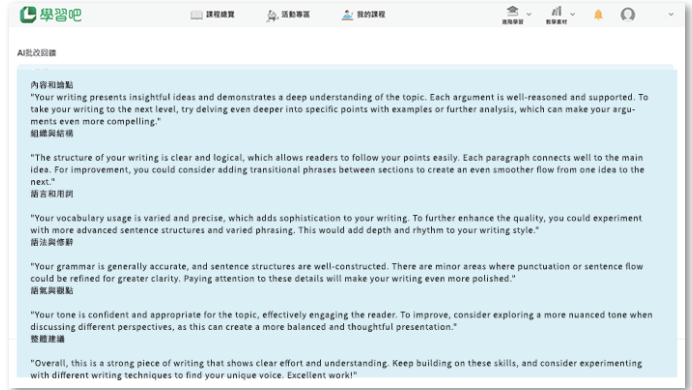 學習吧
課程總覽
活動專區
我的課程
進階學習
教學素材
AI批改回饋
內容和論點
"Your writing presents insightful ideas and demonstrates a deep understanding of the topic. Each argument is well-reasoned and supported. To
take your writing to the next level, try delving even deeper into specific points with examples or further analysis, which can make your argu-
ments even more compelling."
組織與結構
"The structure of your writing is clear and logical, which allows readers to follow your points easily. Each paragraph connects well to the main
idea. For improvement, you could consider adding transitional phrases between sections to create an even smoother flow from one idea to the
next."
語言和用詞
"Your vocabulary usage is varied and precise, which adds sophistication to your writing. To further enhance the quality, you could experiment
with more advanced sentence structures and varied phrasing. This would add depth and rhythm to your writing style."
語法與修辭
"Your grammar is generally accurate, and sentence structures are well-constructed. There are minor areas where punctuation or sentence flow
could be refined for greater clarity. Paying attention to these details will make your writing even more polished."
語氣與觀點
"Your tone is confident and appropriate for the topic, effectively engaging the reader. To improve, consider exploring a more nuanced tone when
discussing different perspectives, as this can create a more balanced and thoughtful presentation."
整體建議
"Overall, this is a strong piece of writing that shows clear effort and understanding. Keep building on these skills, and consider experimenting
with different writing techniques to find your unique voice. Excellent work!"